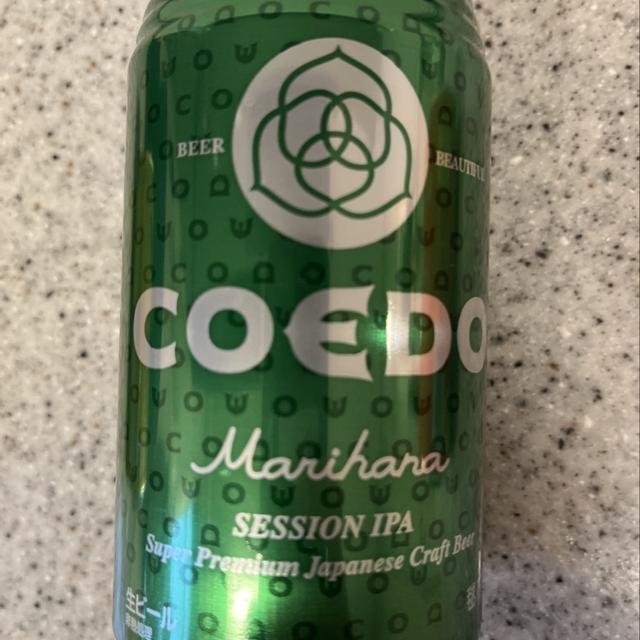 BEER BEAUTIFUL
COEDO
Marihana
SESSION IPA
Super Premium Japanese Craft Beer
生ビール